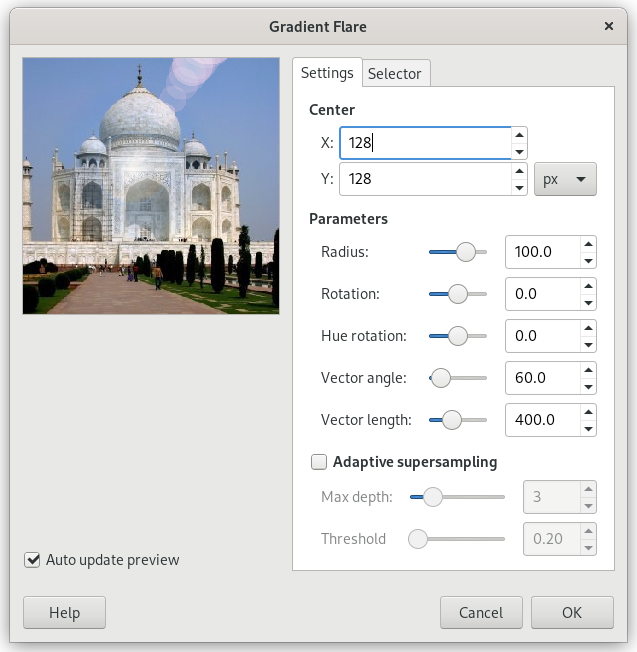 Gradient Flare
Settings
Selector
Center
X: 128
Y: 128 px
Parameters
Radius: 100.0
Rotation: 0.0
Hue rotation: 0.0
Vector angle: 60.0
Vector length: 400.0
Adaptive supersampling
Max depth: 3
Threshold 0.20
Auto update preview
Help Cancel OK